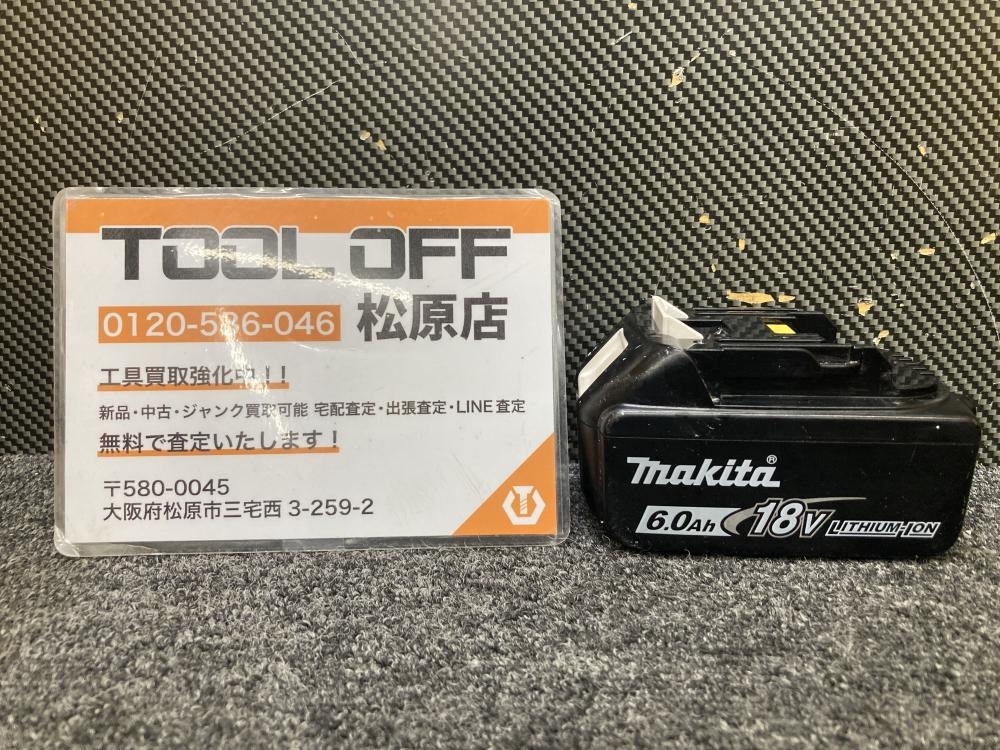 TOOL OFF
0120-586-046 松原店
工具買取強化中!!
新品・中古・ジャンク買取可能 宅配査定・出張査定・LINE査定
無料で査定いたします!
〒580-0045
大阪府松原市三宅西 3-259-2
makita®
6.0Ah 18V LITHIUM-ION